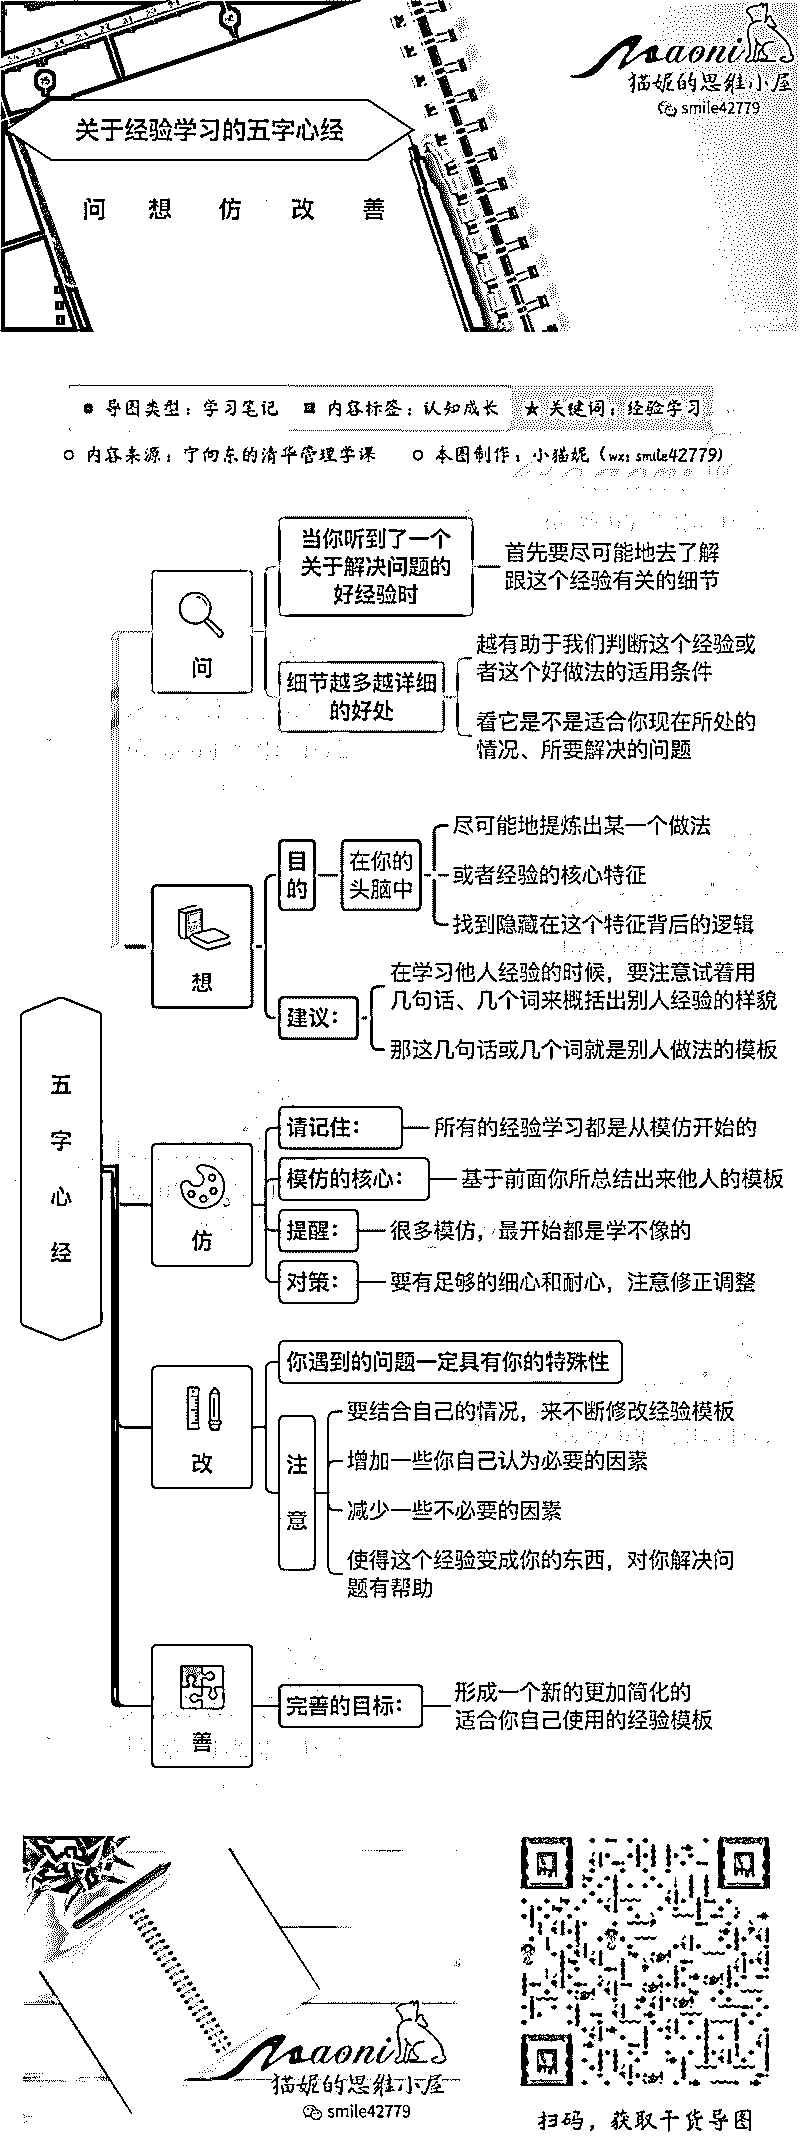 Maoni
猫妮的思维小屋
smile42779
关于经验学习的五字心经
问 想 仿 改 善
导图类型：学习笔记 内容标签：认知成长 ★ 关键词：经验学习
内容来源：宁向东的清华管理学课 本图制作：小猫妮（wx：smile42779）
五字心经
问
当你听到了一个
关于解决问题的
好经验时
首先要尽可能地去了解
跟这个经验有关的细节
细节越多越详细
的好处
越有助于我们判断这个经验或
者这个好做法的适用条件
看它是不是适合你现在所处的
情况、所要解决的问题
想
目的
在你的
头脑中
尽可能地提炼出某一个做法
或者经验的核心特征
找到隐藏在这个特征背后的逻辑
建议：
在学习他人经验的时候，要注意试着用
几句话、几个词来概括出别人经验的样貌
那这几句话或几个词就是别人做法的模板
仿
请记住：
所有的经验学习都是从模仿开始的
模仿的核心：
基于前面你所总结出来他人的模板
提醒：
很多模仿，最开始都是学不像的
对策：
要有足够的细心和耐心，注意修正调整
改
你遇到的问题一定具有你的特殊性
注意
要结合自己的情况，来不断修改经验模板
增加一些你自己认为必要的因素
减少一些不必要的因素
使得这个经验变成你的东西，对你解决问
题有帮助
善
完善的目标：
形成一个新的更加简化的
适合你自己使用的经验模板
Maoni
猫妮的思维小屋
smile42779
扫码，获取干货导图